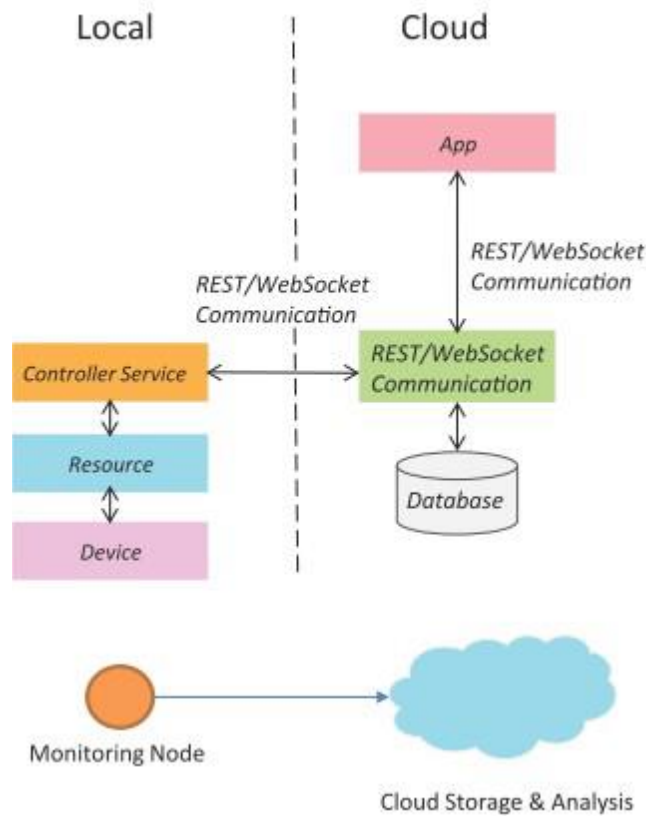 Local
Cloud
App
REST/WebSocket
Communication
REST/WebSocket
Communication
Controller Service
REST/WebSocket
Communication
Resource
Database
Device
Monitoring Node
Cloud Storage & Analysis